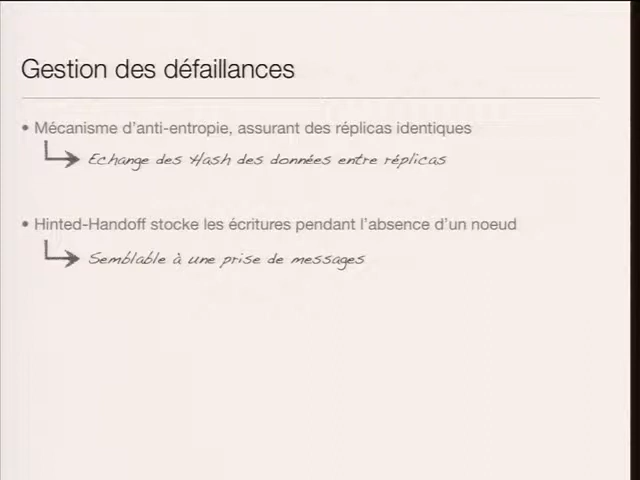 Gestion des défaillances
• Mécanisme d'anti-entropie, assurant des réplicas identiques
Echange des Hash des données entre réplicas
• Hinted-Handoff stocke les écritures pendant l'absence d'un noeud
Semblable à une prise de messages